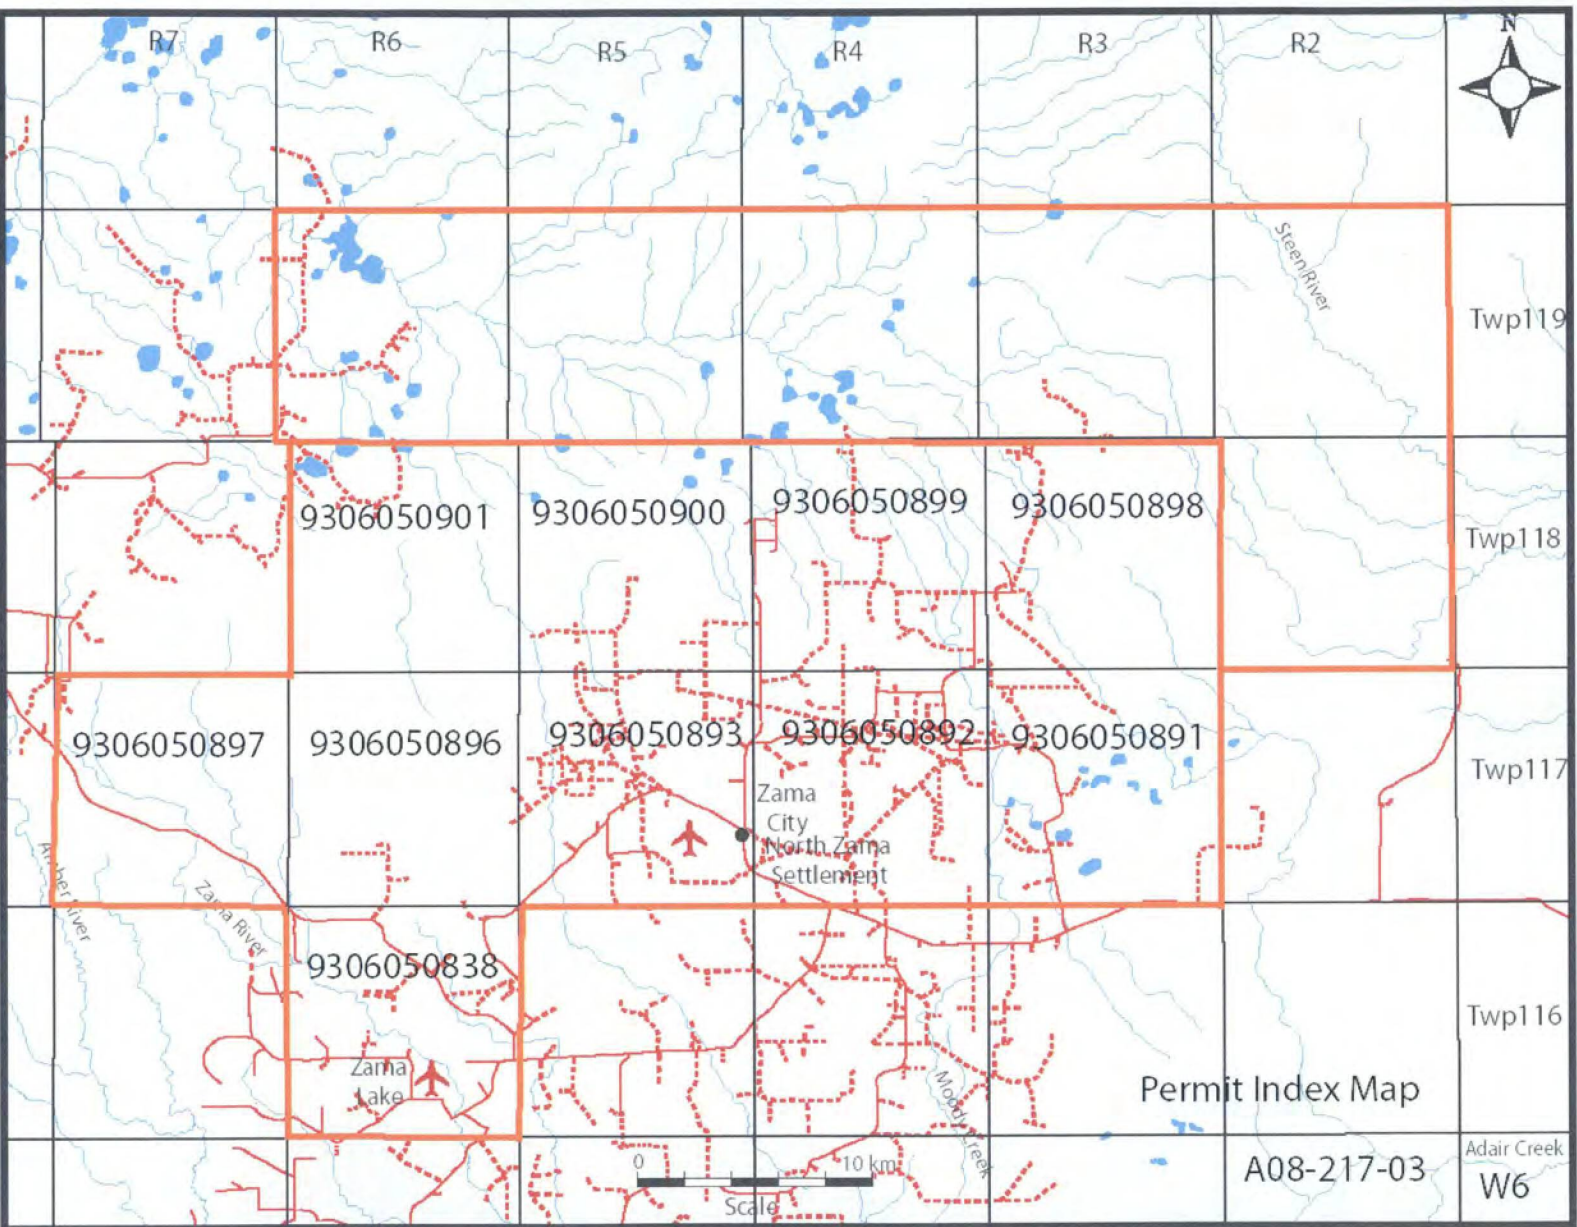 N
R7
R6
R5
R4
R3
R2
Steen River
Twp119
9306050901
9306050900
9306050899
9306050898
Twp118
9306050897
9306050896
9306050893
9306050892
9306050891
Twp117
Zama
City
North Zama
Settlement
Amber River
Zama River
9306050838
Twp116
Zama
Lake
Moody Creek
Permit Index Map
0
10 km
Scale
A08-217-03
Adair Creek
W6